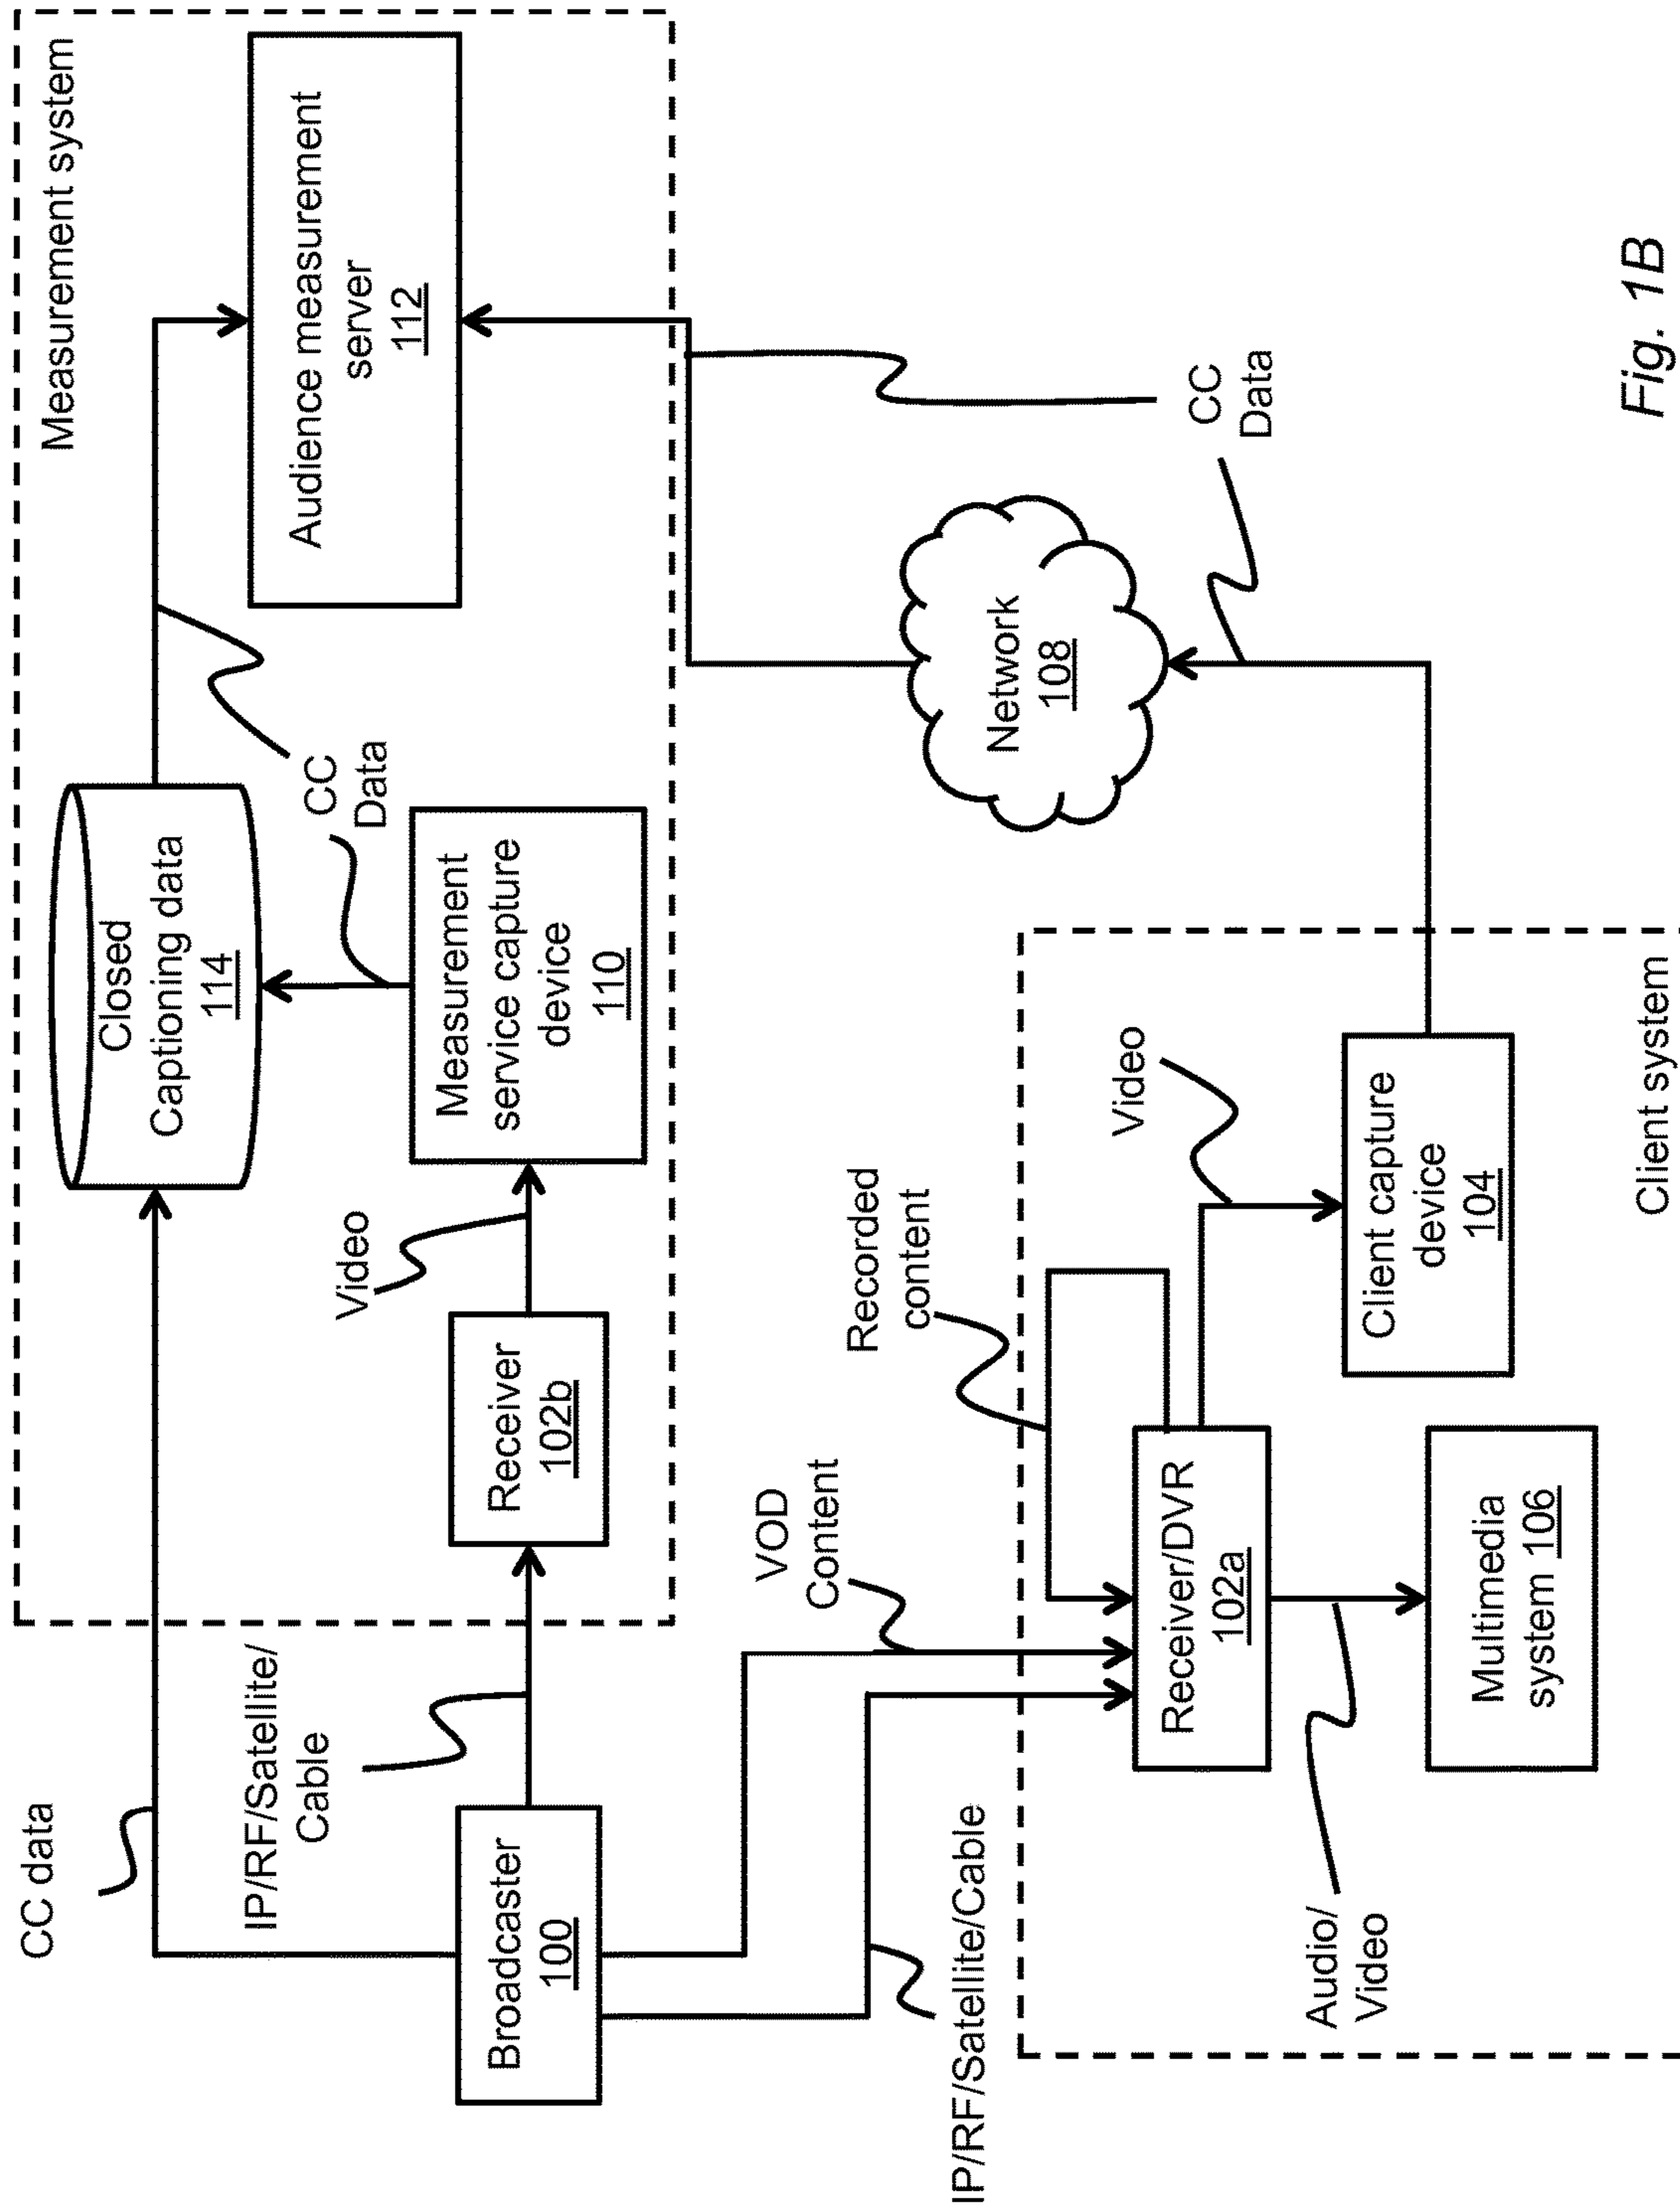 Measurement system
CC data
Closed
Captioning data
114
Audience measurement
server
112
CC
Data
IP/RF/Satellite/
Cable
Video
Measurement
service capture
device
110
Receiver
102b
Broadcaster
100
VOD
Content
Recorded
content
Network
108
CC
Data
IP/RF/Satellite/Cable
Video
Receiver/DVR
102a
Client capture
device
104
Audio/
Video
Multimedia
system 106
Client system
Fig. 1B